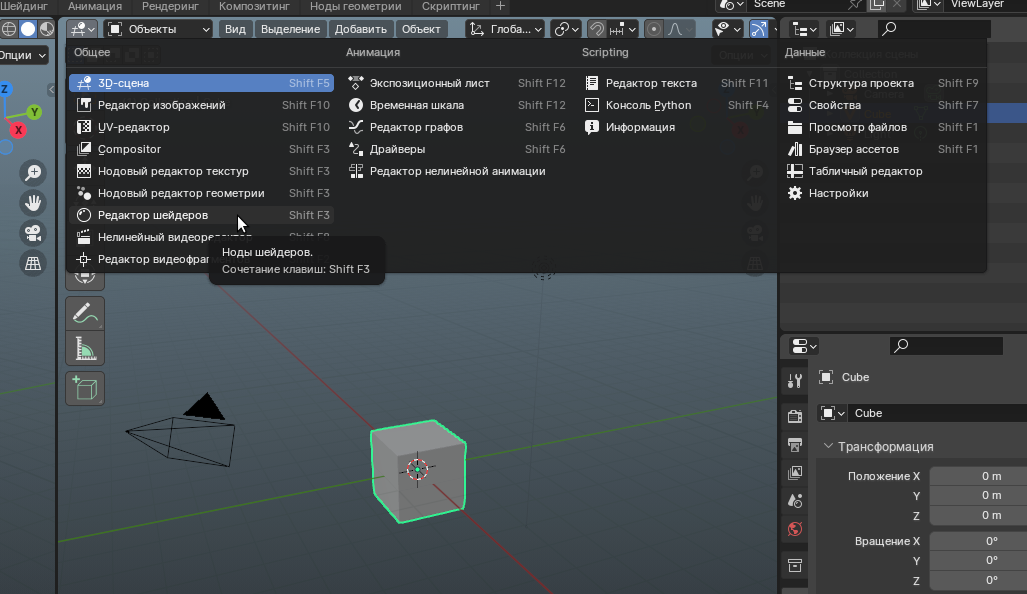 Шейдинг Анимация Рендеринг Композитинг Ноды геометрии Скриптинг + Scene ViewLayer
Опции
Объекты Вид Выделение Добавить Объект Глоба...
Общее
3D-сцена Shift F5
Редактор изображений Shift F10
UV-редактор Shift F10
Compositor Shift F3
Нодовый редактор текстур Shift F3
Нодовый редактор геометрии Shift F3
Редактор шейдеров Shift F3
Нелинейный видеоредактор Shift F8
Редактор видеофраг
Ноды шейдеров.
Сочетание клавиш: Shift F3
Анимация
Экспозиционный лист Shift F12
Временная шкала Shift F12
Редактор графов Shift F6
Драйверы Shift F6
Редактор нелинейной анимации
Scripting
Редактор текста Shift F11
Консоль Python Shift F4
Информация
Данные
Структура проекта Shift F9
Свойства Shift F7
Просмотр файлов Shift F1
Браузер ассетов Shift F1
Табличный редактор
Настройки
Z
Y
X
Cube
Cube
Трансформация
Положение X 0 m
Y 0 m
Z 0 m
Вращение X 0°
Y 0°
Z 0°